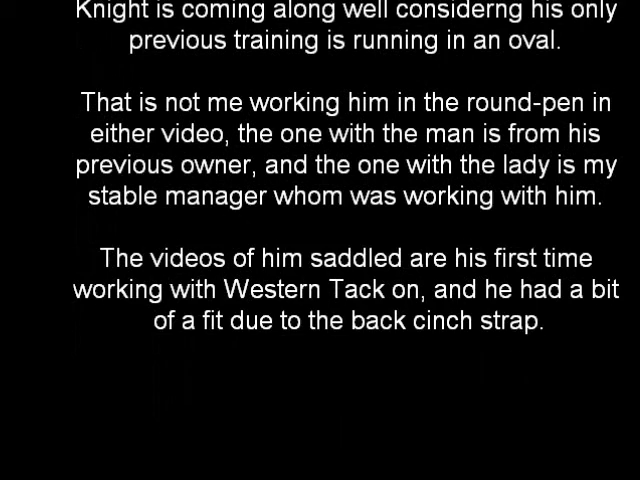 Knight is coming along well considerng his only
previous training is running in an oval.
That is not me working him in the round-pen in
either video, the one with the man is from his
previous owner, and the one with the lady is my
stable manager whom was working with him.
The videos of him saddled are his first time
working with Western Tack on, and he had a bit
of a fit due to the back cinch strap.